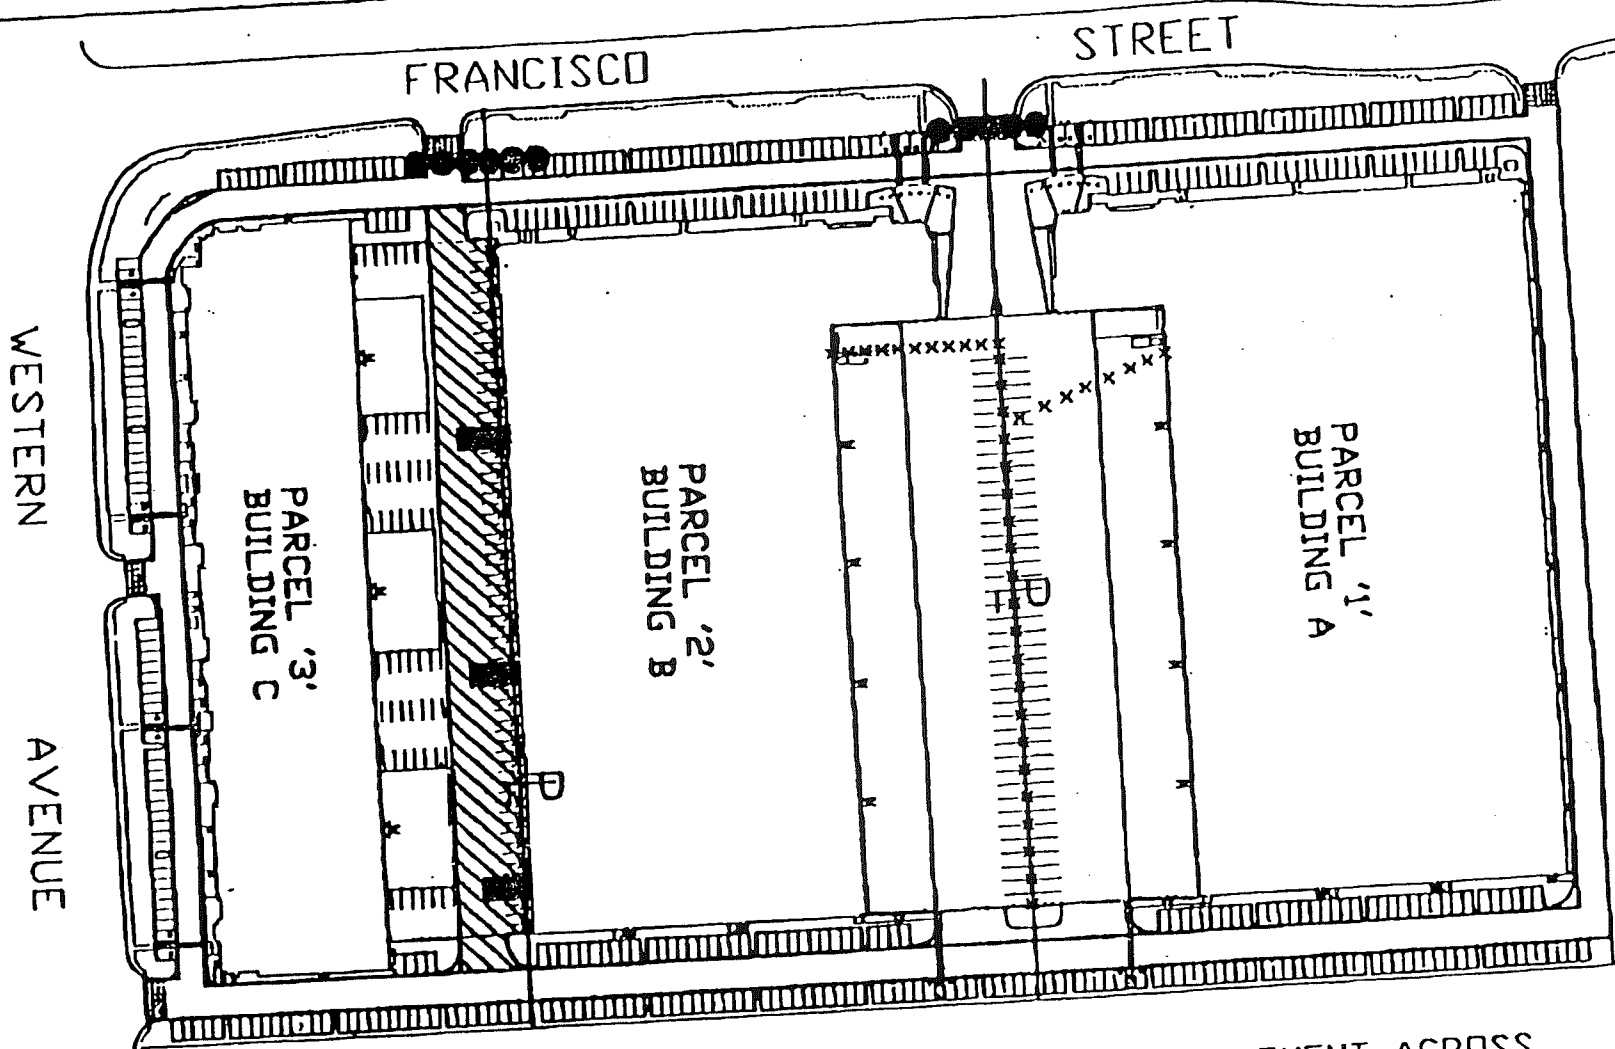 FRANCISCO STREET
WESTERN AVENUE
PARCEL '3'
BUILDING C
PARCEL '2'
BUILDING B
PARCEL '1'
BUILDING A
ACROSS